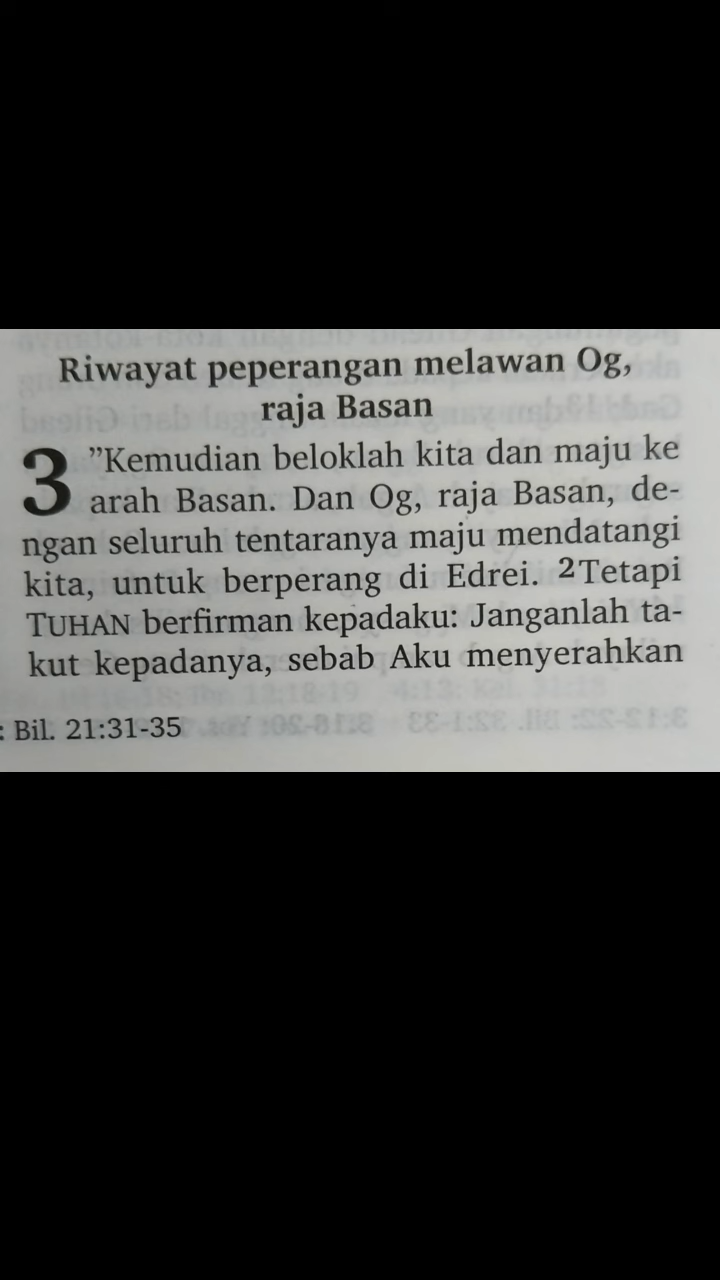 Riwayat peperangan melawan Og,
raja Basan
3 ”Kemudian beloklah kita dan maju ke
arah Basan. Dan Og, raja Basan, de-
ngan seluruh tentaranya maju mendatangi
kita, untuk berperang di Edrei. 2Tetapi
TUHAN berfirman kepadaku: Janganlah ta-
kut kepadanya, sebab Aku menyerahkan
: Bil. 21:31-35